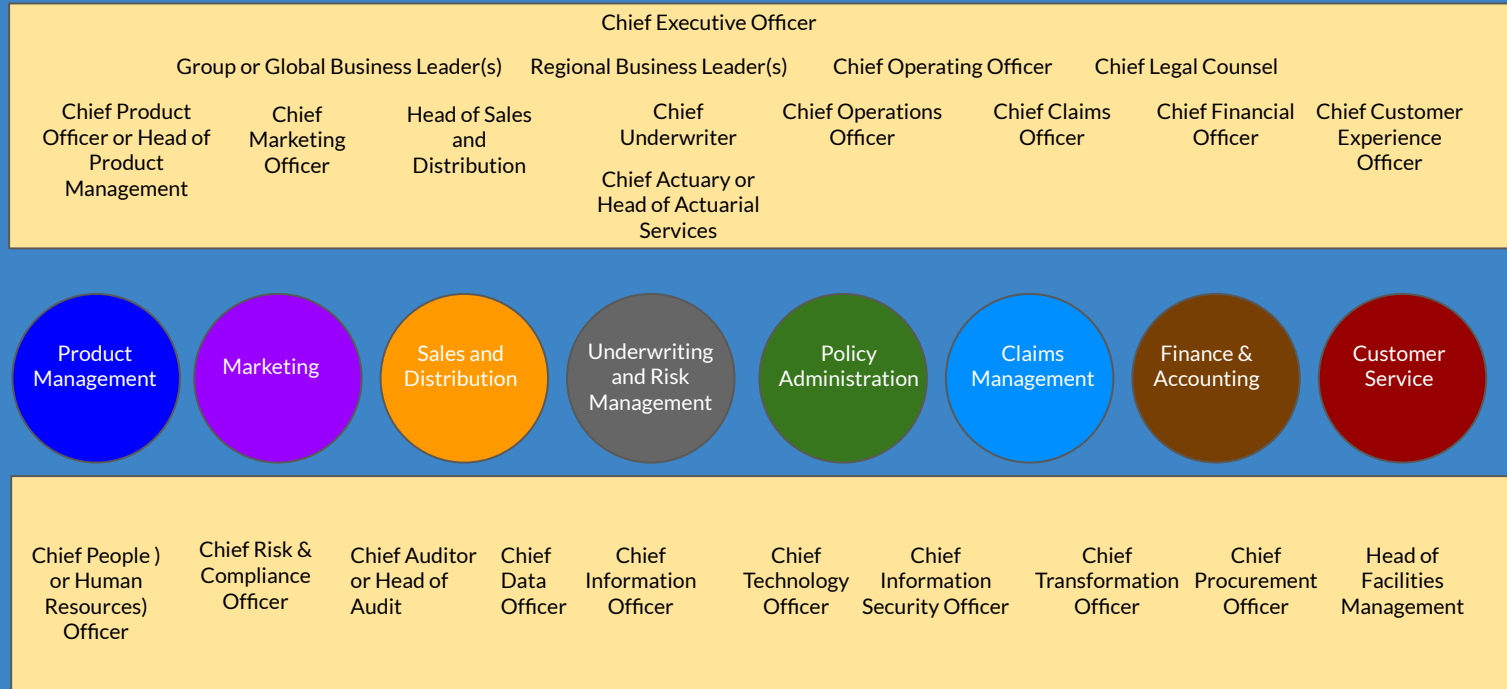 Chief Executive Officer
Group or Global Business Leader(s)
Regional Business Leader(s)
Chief Operating Officer
Chief Legal Counsel
Chief Product
Officer or Head of
Product
Management
Chief
Marketing
Officer
Head of Sales
and
Distribution
Chief
Underwriter
Chief Actuary or
Head of Actuarial
Services
Chief Operations
Officer
Chief Claims
Officer
Chief Financial
Officer
Chief Customer
Experience
Officer
Product
Management
Marketing
Sales and
Distribution
Underwriting
and Risk
Management
Policy
Administration
Claims
Management
Finance &
Accounting
Customer
Service
Chief People )
or Human
Resources)
Officer
Chief Risk &
Compliance
Officer
Chief Auditor
or Head of
Audit
Chief
Data
Officer
Chief
Information
Officer
Chief
Technology
Officer
Chief
Information
Security Officer
Chief
Transformation
Officer
Chief
Procurement
Officer
Head of
Facilities
Management